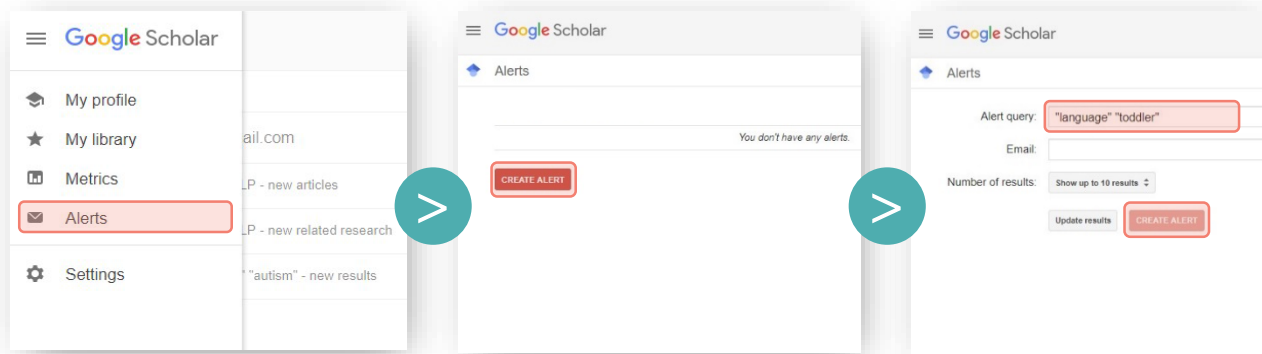 Google Scholar
My profile
My library
Metrics
Alerts
Settings
ail.com
LP - new articles
LP - new related research
" "autism" - new results
>
Google Scholar
Alerts
You don't have any alerts.
CREATE ALERT
>
Google Scholar
Alerts
Alert query: "language" "toddler"
Email:
Number of results: Show up to 10 results
Update results CREATE ALERT